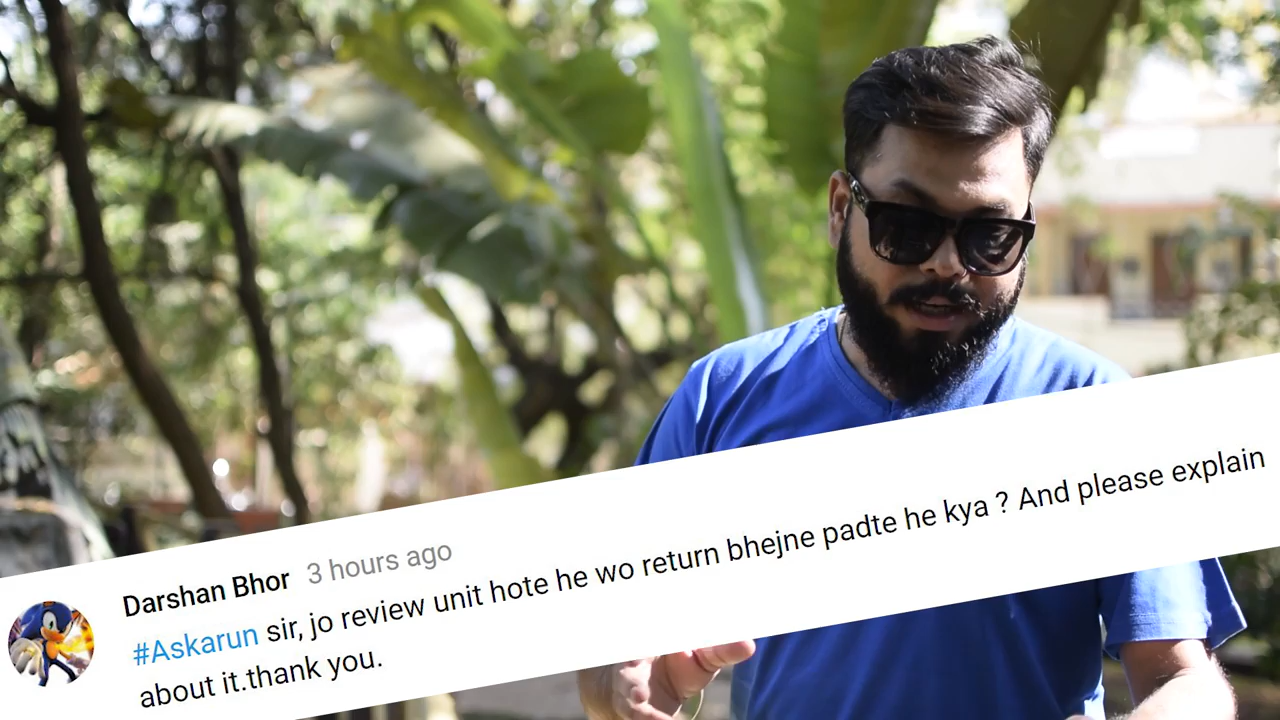 Darshan Bhor 3 hours ago
#Askarun sir, jo review unit hote he wo return bhejne padte he kya ? And please explain
about it.thank you.